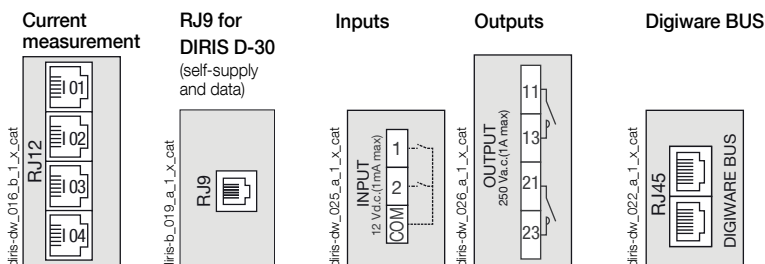 Current
measurement
I 01
I 02
I 03
I 04
RJ12
diris-dw_016_b_1_x_cat
RJ9 for
DIRIS D-30
(self-supply
and data)
RJ9
diris-b_019_a_1_x_cat
Inputs
1
2
COM
INPUT
12 Vd.c.(1mA max)
diris-dw_025_a_1_x_cat
Outputs
11
13
21
23
OUTPUT
250 Va.c.(1A max)
diris-dw_026_a_1_x_cat
Digiware BUS
RJ45
DIGIWARE BUS
diris-dw_022_a_1_x_cat